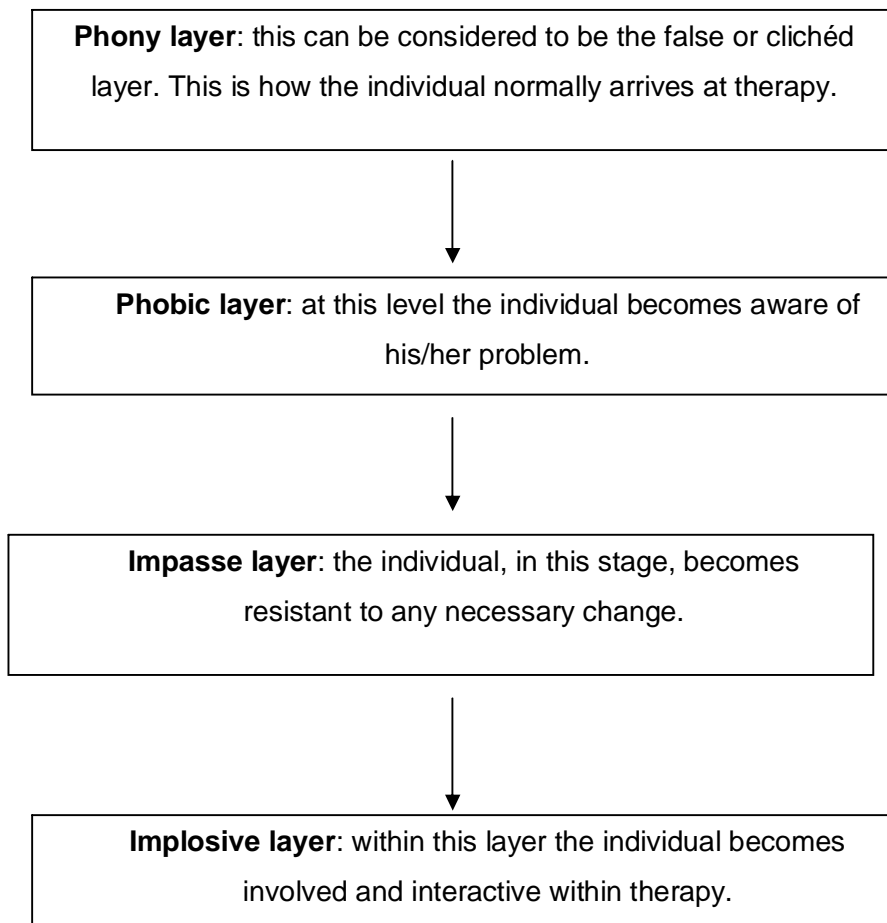 Phony layer: this can be considered to be the false or clichéd
layer. This is how the individual normally arrives at therapy.
Phobic layer: at this level the individual becomes aware of
his/her problem.
Impasse layer: the individual, in this stage, becomes
resistant to any necessary change.
Implosive layer: within this layer the individual becomes
involved and interactive within therapy.